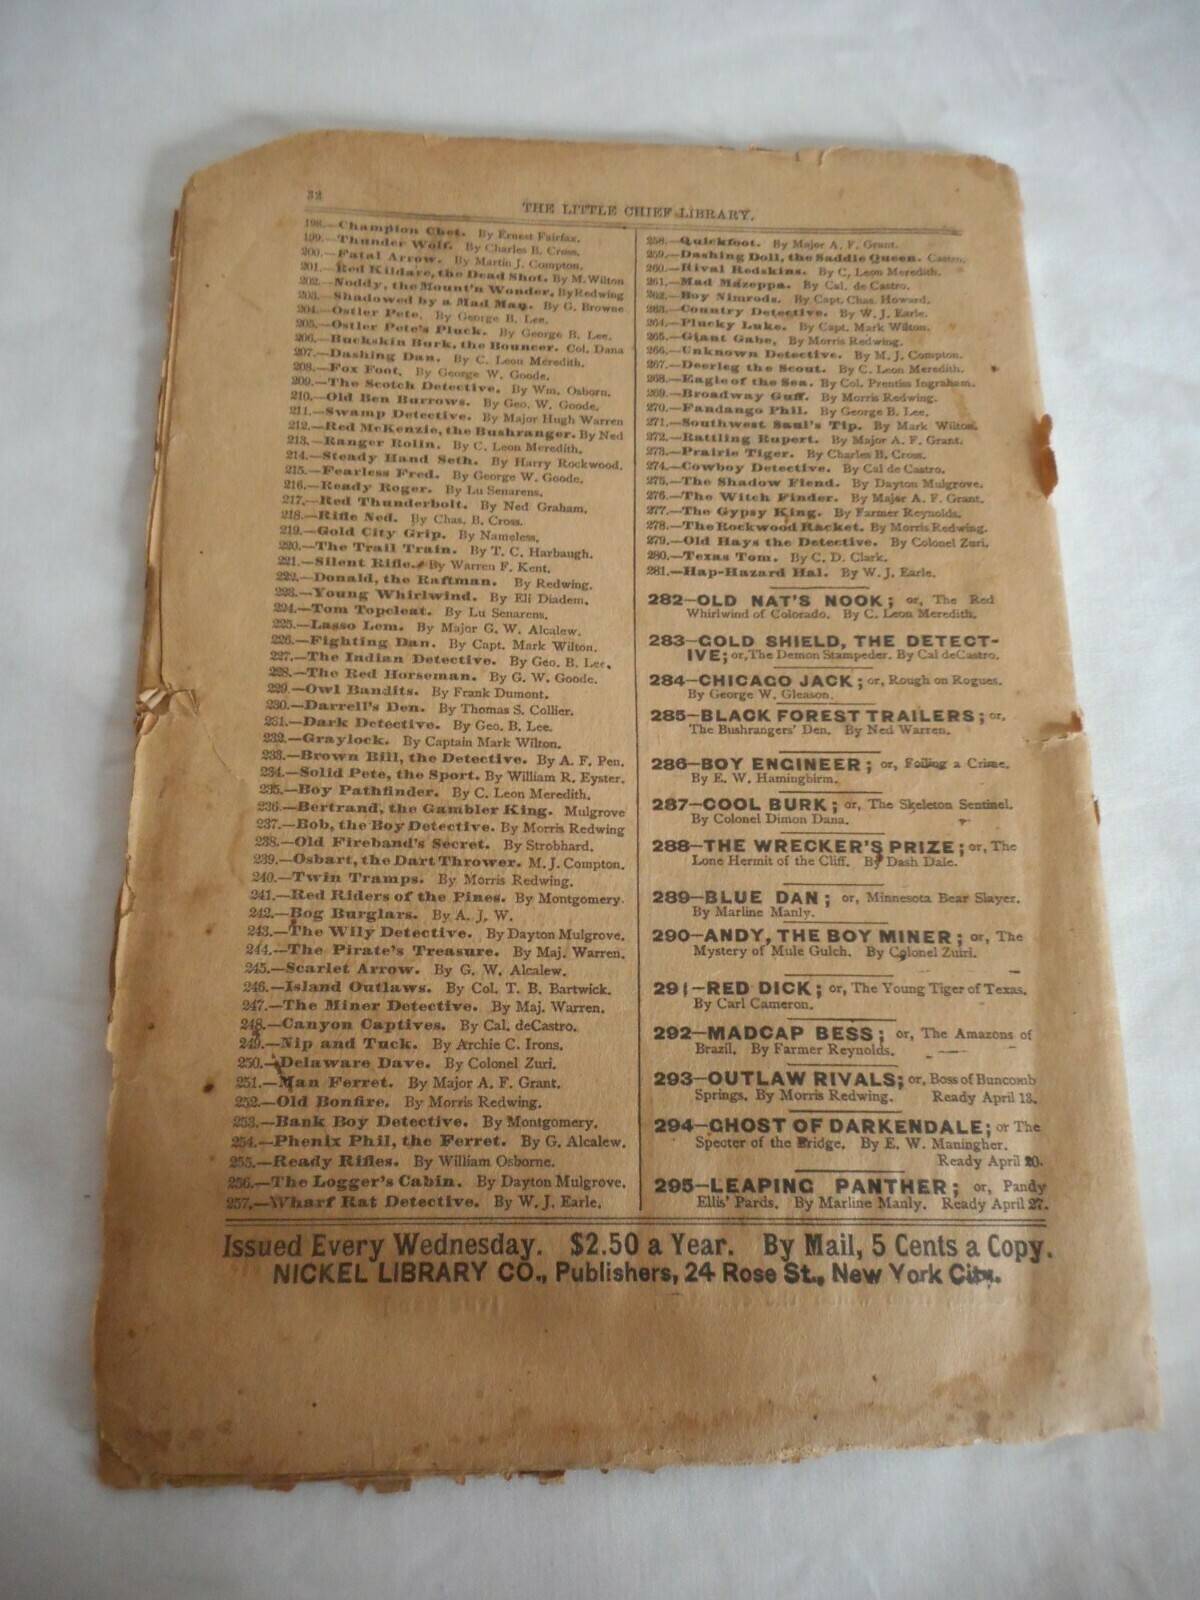 32
THE LITTLE CHIEF LIBRARY.
198.—Champion Chet. By Ernest Fairfax.
199.—Thunder Wolf. By Charles B. Cross.
200.—Fatal Arrow. By Martin J. Compton.
201.—Red Kildare, the Dead Shot. By M. Wilton
202.—Noddy, the Mount'n Wonder, By Redwing
203.—Shadowed by a Mad Man. By G. Browne
204.—Ostler Pete. By George B. Lee.
205.—Ostler Pete's Pluck. By George B. Lee.
206.—Buckskin Burk, the Bouncer. Col. Dana
207.—Dashing Dan. By C. Leon Meredith.
208.—Fox Foot. By George W. Goode.
209.—The Scotch Detective. By Wm. Osborn.
210.—Old Ben Burrows. By Geo. W. Goode.
211.—Swamp Detective. By Major Hugh Warren
212.—Red McKenzie, the Bushranger. By Ned
213.—Ranger Rolin. By C. Leon Meredith.
214.—Steady Hand Seth. By Harry Rockwood.
215.—Fearless Fred. By George W. Goode.
216.—Ready Roger. By Lu Senarens.
217.—Red Thunderbolt. By Ned Graham.
218.—Rifle Ned. By Chas. B. Cross.
219.—Gold City Grip. By Nameless.
220.—The Trail Train. By T. C. Harbaugh.
221.—Silent Rifle. By Warren F. Kent.
222.—Donald, the Raftman. By Redwing.
223.—Young Whirlwind. By Eli Diadem.
224.—Tom Topcleat. By Lu Senarens.
225.—Lasso Lem. By Major G. W. Alcalew.
226.—Fighting Dan. By Capt. Mark Wilton.
227.—The Indian Detective. By Geo. B. Lee.
228.—The Red Horseman. By G. W. Goode.
229.—Owl Bandits. By Frank Dumont.
230.—Darrell's Den. By Thomas S. Collier.
231.—Dark Detective. By Geo. B. Lee.
232.—Graylock. By Captain Mark Wilton.
233.—Brown Bill, the Detective. By A. F. Pen.
234.—Solid Pete, the Sport. By William R. Eyster.
235.—Boy Pathfinder. By C. Leon Meredith.
236.—Bertrand, the Gambler King. Mulgrove
237.—Bob, the Boy Detective. By Morris Redwing
238.—Old Fireband's Secret. By Strobhard.
239.—Osbart, the Dart Thrower. M. J. Compton.
240.—Twin Tramps. By Morris Redwing.
241.—Red Riders of the Pines. By Montgomery.
242.—Bog Burglars. By A. J. W.
243.—The Wily Detective. By Dayton Mulgrove.
244.—The Pirate's Treasure. By Maj. Warren.
245.—Scarlet Arrow. By G. W. Alcalew.
246.—Island Outlaws. By Col. T. B. Bartwick.
247.—The Miner Detective. By Maj. Warren.
248.—Canyon Captives. By Cal. deCastro.
249.—Nip and Tuck. By Archie C. Irons.
250.—Delaware Dave. By Colonel Zuri.
251.—Man Ferret. By Major A. F. Grant.
252.—Old Bonfire. By Morris Redwing.
253.—Bank Boy Detective. By Montgomery.
254.—Phenix Phil, the Ferret. By G. Alcalew.
255.—Ready Rifles. By William Osborne.
256.—The Logger's Cabin. By Dayton Mulgrove.
257.—Wharf Rat Detective. By W. J. Earle.
258.—Quickfoot. By Major A. F. Grant.
259.—Dashing Doll, the Saddle Queen. Castro.
260.—Rival Redskins. By C. Leon Meredith.
261.—Mad Mazeppa. By Cal. de Castro.
262.—Boy Nimrods. By Capt. Chas. Howard.
263.—Country Detective. By W. J. Earle.
264.—Plucky Luke. By Capt. Mark Wilton.
265.—Giant Gabe. By Morris Redwing.
266.—Unknown Detective. By M. J. Compton.
267.—Deerleg the Scout. By C. Leon Meredith.
268.—Eagle of the Sea. By Col. Prentiss Ingraham.
269.—Broadway Guff. By Morris Redwing.
270.—Fandango Phil. By George B. Lee.
271.—Southwest Saul's Tip. By Mark Wilton.
272.—Rattling Rupert. By Major A. F. Grant.
273.—Prairie Tiger. By Charles B. Cross.
274.—Cowboy Detective. By Cal de Castro.
275.—The Shadow Fiend. By Dayton Mulgrove.
276.—The Witch Finder. By Major A. F. Grant.
277.—The Gypsy King. By Farmer Reynolds.
278.—The Rockwood Racket. By Morris Redwing.
279.—Old Hays the Detective. By Colonel Zuri.
280.—Texas Tom. By C. D. Clark.
281.—Hap-Hazard Hal. By W. J. Earle.
282—OLD NAT'S NOOK; or, The Red
Whirlwind of Colorado. By C. Leon Meredith.
283—GOLD SHIELD, THE DETECT-
IVE; or, The Demon Stampeder. By Cal deCastro.
284—CHICAGO JACK; or, Rough on Rogues.
By George W. Gleason.
285—BLACK FOREST TRAILERS; or,
The Bushrangers' Den. By Ned Warren.
286—BOY ENGINEER; or, Foiling a Crime.
By E. W. Hamingbirm.
287—COOL BURK; or, The Skeleton Sentinel.
By Colonel Dimon Dana.
288—THE WRECKER'S PRIZE; or, The
Lone Hermit of the Cliff. By Dash Dale.
289—BLUE DAN; or, Minnesota Bear Slayer.
By Marline Manly.
290—ANDY, THE BOY MINER; or, The
Mystery of Mule Gulch. By Colonel Zuiri.
291—RED DICK; or, The Young Tiger of Texas.
By Carl Cameron.
292—MADCAP BESS; or, The Amazons of
Brazil. By Farmer Reynolds.
293—OUTLAW RIVALS; or, Boss of Buncomb
Springs. By Morris Redwing. Ready April 13.
294—GHOST OF DARKENDALE; or The
Specter of the Bridge. By E. W. Maningher.
Ready April 20.
295—LEAPING PANTHER; or, Pandy
Ellis' Pards. By Marline Manly. Ready April 27.
Issued Every Wednesday. $2.50 a Year. By Mail, 5 Cents a Copy.
NICKEL LIBRARY CO., Publishers, 24 Rose St., New York City.